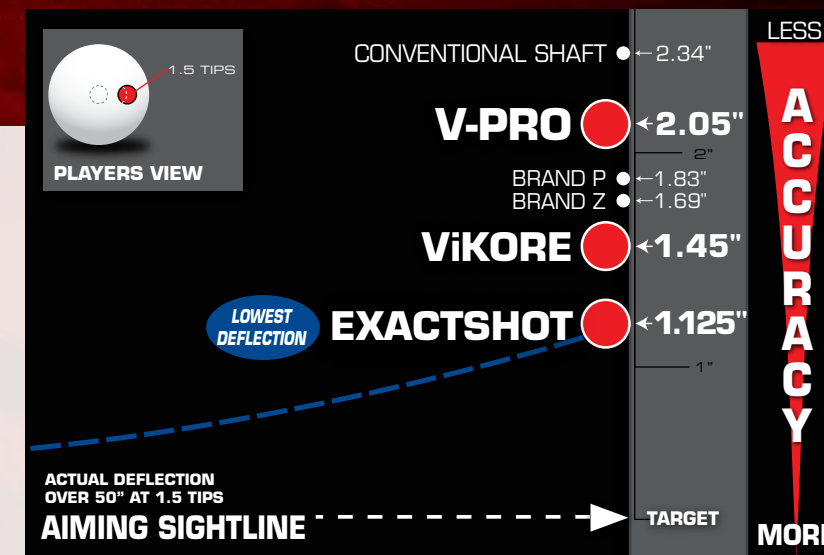 1.5 TIPS
PLAYERS VIEW
CONVENTIONAL SHAFT ←2.34"
V-PRO ←2.05"
2"
BRAND P ←1.83"
BRAND Z ←1.69"
ViKORE ←1.45"
LOWEST
DEFLECTION
EXACTSHOT ←1.125"
1"
ACTUAL DEFLECTION
OVER 50" AT 1.5 TIPS
AIMING SIGHTLINE
TARGET
LESS
ACCURACY
MORE